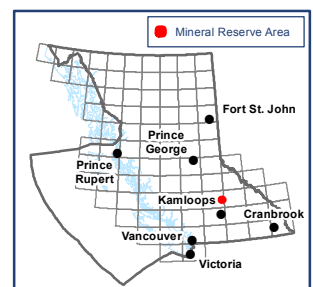 Mineral Reserve Area
Fort St. John
Prince
George
Prince
Rupert
Kamloops
Cranbrook
Vancouver
Victoria